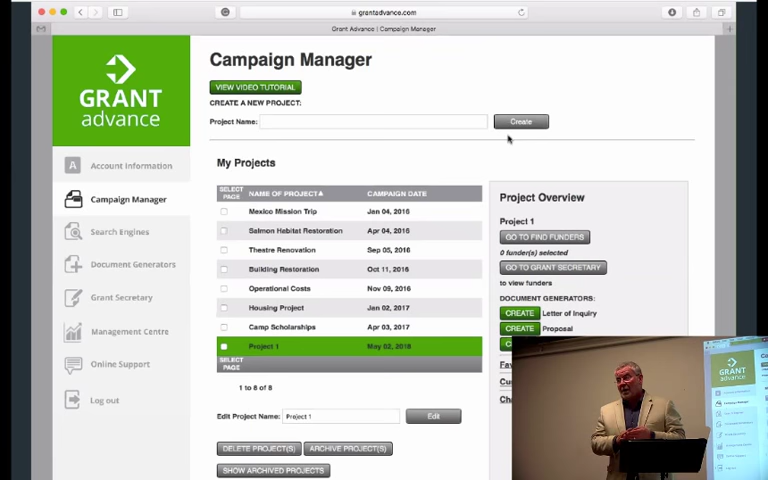 grantadvance.com
Grant Advance | Campaign Manager
GRANT
advance
Account Information
Campaign Manager
Search Engines
Document Generators
Grant Secretary
Management Centre
Online Support
Log out
Campaign Manager
VIEW VIDEO TUTORIAL
CREATE A NEW PROJECT:
Project Name:
Create
My Projects
SELECT PAGE NAME OF PROJECT▲ CAMPAIGN DATE
Mexico Mission Trip Jan 04, 2016
Salmon Habitat Restoration Apr 04, 2016
Theatre Renovation Sep 05, 2016
Building Restoration Oct 11, 2016
Operational Costs Nov 09, 2016
Housing Project Jan 02, 2017
Camp Scholarships Apr 03, 2017
Project 1 May 02, 2018
SELECT PAGE
1 to 8 of 8
Edit Project Name: Project 1 Edit
DELETE PROJECT(S) ARCHIVE PROJECT(S)
SHOW ARCHIVED PROJECTS
Project Overview
Project 1
GO TO FIND FUNDERS
0 funder(s) selected
GO TO GRANT SECRETARY
to view funders
DOCUMENT GENERATORS:
CREATE Letter of Inquiry
CREATE Proposal
GRANT
advance